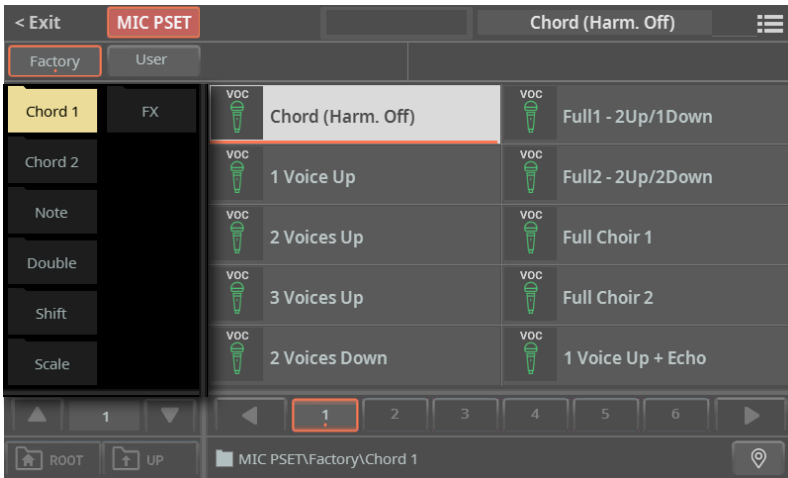 < Exit MIC PSET Chord (Harm. Off)
Factory User
Chord 1 FX
Chord 2
Note
Double
Shift
Scale
VOC Chord (Harm. Off) VOC Full1 - 2Up/1Down
VOC 1 Voice Up VOC Full2 - 2Up/2Down
VOC 2 Voices Up VOC Full Choir 1
VOC 3 Voices Up VOC Full Choir 2
VOC 2 Voices Down VOC 1 Voice Up + Echo
1 1 2 3 4 5 6
ROOT UP MIC PSET\Factory\Chord 1